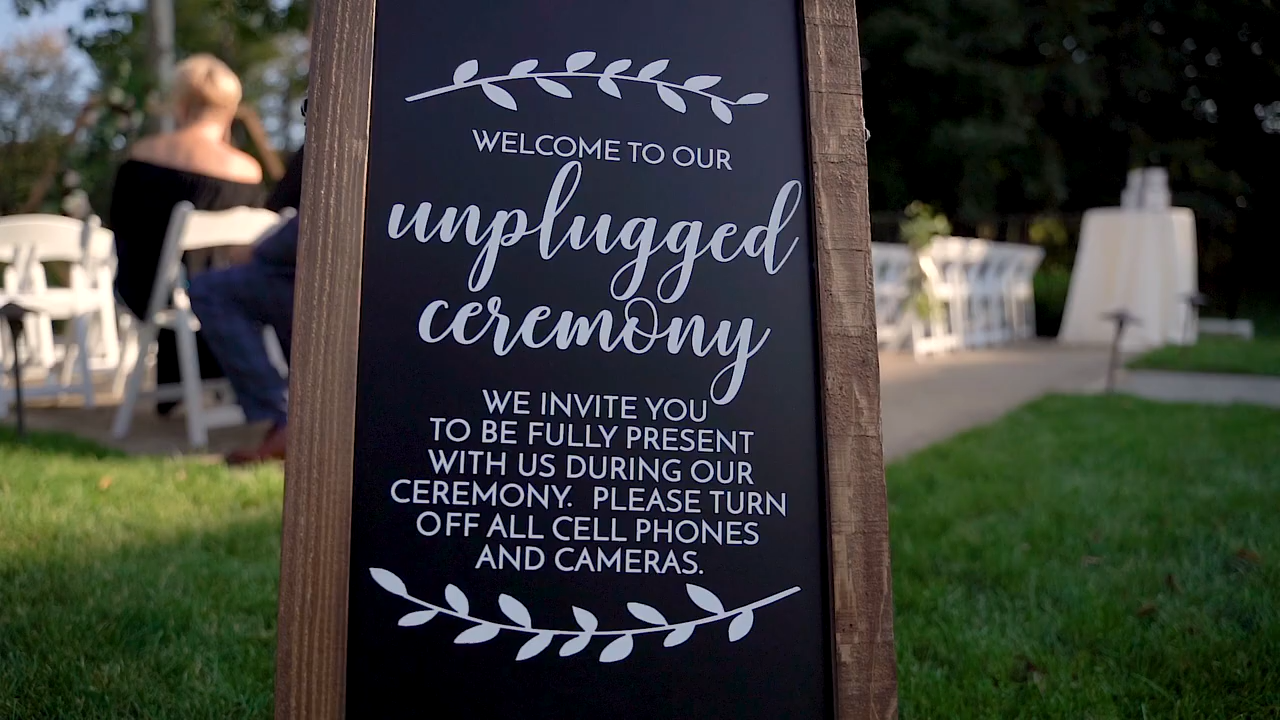 WELCOME TO OUR
unplugged
ceremony
WE INVITE YOU
TO BE FULLY PRESENT
WITH US DURING OUR
CEREMONY. PLEASE TURN
OFF ALL CELL PHONES
AND CAMERAS.